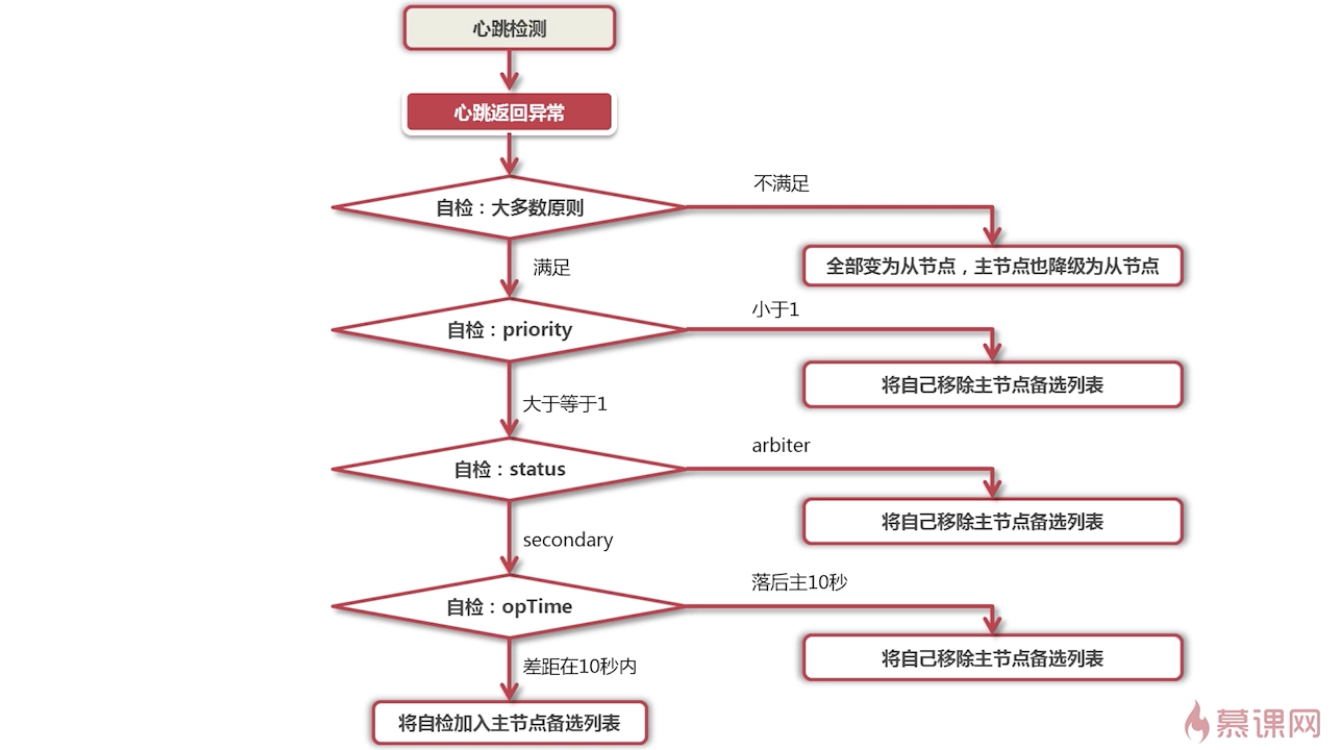 心跳检测
心跳返回异常
自检：大多数原则
不满足
全部变为从节点，主节点也降级为从节点
满足
自检：priority
小于1
将自己移除主节点备选列表
大于等于1
自检：status
arbiter
将自己移除主节点备选列表
secondary
自检：opTime
落后主10秒
将自己移除主节点备选列表
差距在10秒内
将自检加入主节点备选列表
慕课网